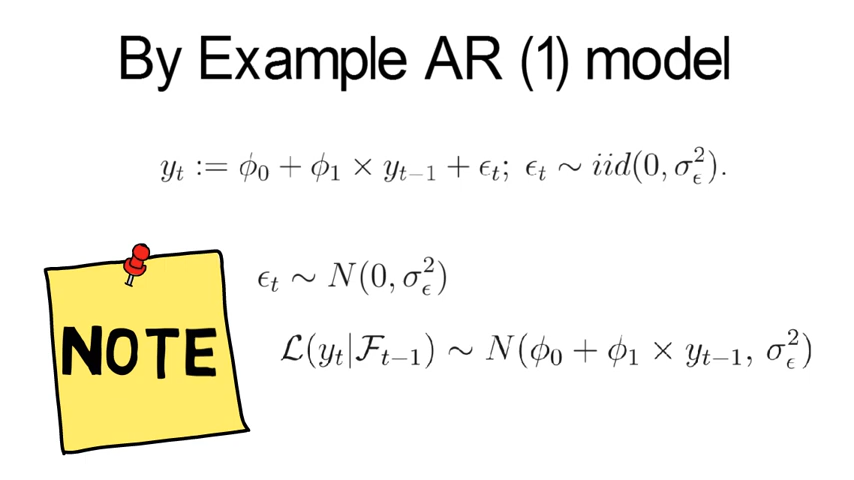 By Example AR (1) model
y_t := ϕ_0 + ϕ_1 × y_{t−1} + ϵ_t; ϵ_t ∼ iid(0, σ_ϵ^2).
ϵ_t ∼ N(0, σ_ϵ^2)
NOTE
ℒ(y_t|ℱ_{t−1}) ∼ N(ϕ_0 + ϕ_1 × y_{t−1}, σ_ϵ^2)